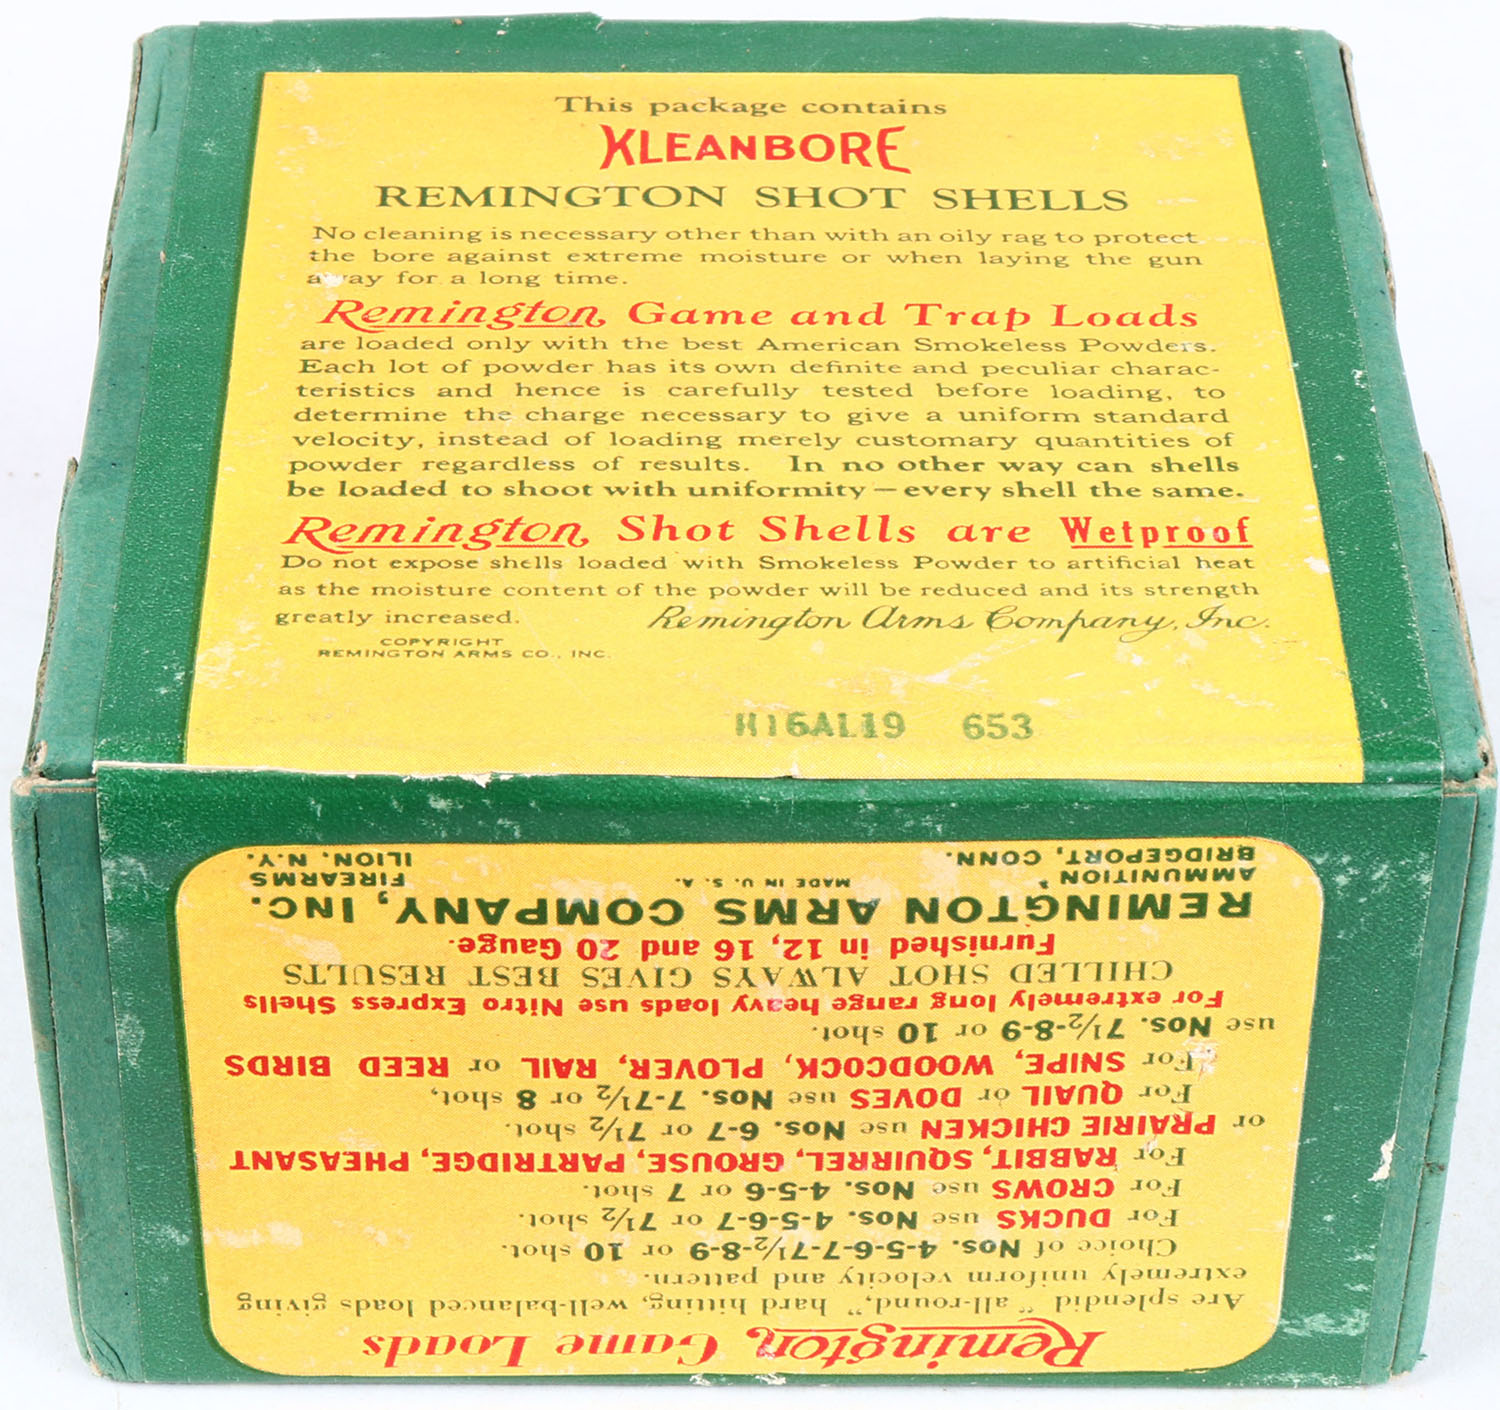 This package contains
KLEANBORE
REMINGTON SHOT SHELLS
No cleaning is necessary other than with an oily rag to protect
the bore against extreme moisture or when laying the gun
away for a long time.
Remington, Game and Trap Loads
are loaded only with the best American Smokeless Powders.
Each lot of powder has its own definite and peculiar charac-
teristics and hence is carefully tested before loading, to
determine the charge necessary to give a uniform standard
velocity, instead of loading merely customary quantities of
powder regardless of results. In no other way can shells
be loaded to shoot with uniformity—every shell the same.
Remington, Shot Shells are Wetproof
Do not expose shells loaded with Smokeless Powder to artificial heat
as the moisture content of the powder will be reduced and its strength
greatly increased. Remington Arms Company, Inc.
COPYRIGHT
REMINGTON ARMS CO., INC.
H16AL19 653
Remington, Game Loads
Are splendid "all-round," hard hitting, well-balanced loads giving
extremely uniform velocity and pattern.
Choice of Nos. 4-5-6-7-7½-8-9 or 10 shot.
For DUCKS use Nos. 4-5-6-7 or 7½ shot.
For CROWS use Nos. 4-5-6 or 7 shot.
For RABBIT, SQUIRREL, GROUSE, PARTRIDGE, PHEASANT
or PRAIRIE CHICKEN use Nos. 6-7 or 7½ shot.
For QUAIL or DOVES use Nos. 7-7½ or 8 shot,
For SNIPE, WOODCOCK, PLOVER, RAIL or REED BIRDS
use Nos. 7½-8-9 or 10 shot.
For extremely long range heavy loads use Nitro Express Shells
CHILLED SHOT ALWAYS GIVES BEST RESULTS
Furnished in 12, 16 and 20 Gauge.
REMINGTON ARMS COMPANY, INC.
AMMUNITION MADE IN U. S. A. FIREARMS
BRIDGEPORT, CONN. ILION, N.Y.